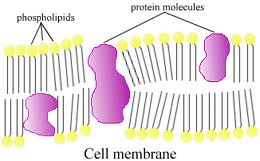 protein molecules
phospholipids
Cell membrane